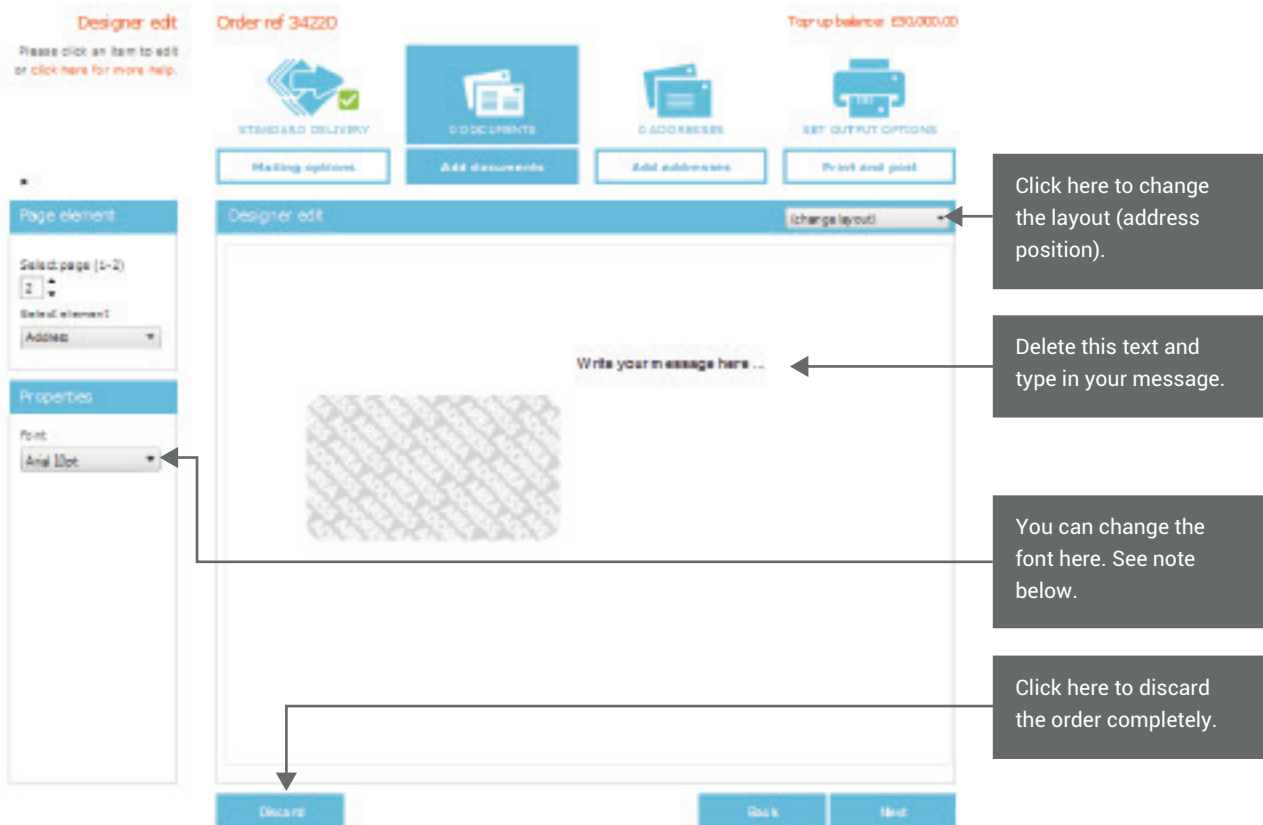 Designer edit
Please click an item to edit
or click here for more help.
Order ref 34220
Top up balance £90,000.00
STANDARD DELIVERY
0 DOCUMENTS
0 ADDRESSES
SET OUTPUT OPTIONS
Mailing options
Add documents
Add addresses
Print and post
Page element
Select page (1-2)
2
Select element
Address
Properties
Font
Arial 10pt
Designer edit
(change layout)
Write your message here ...
ADDRESS
Discard
Back
Next
Click here to change
the layout (address
position).
Delete this text and
type in your message.
You can change the
font here. See note
below.
Click here to discard
the order completely.